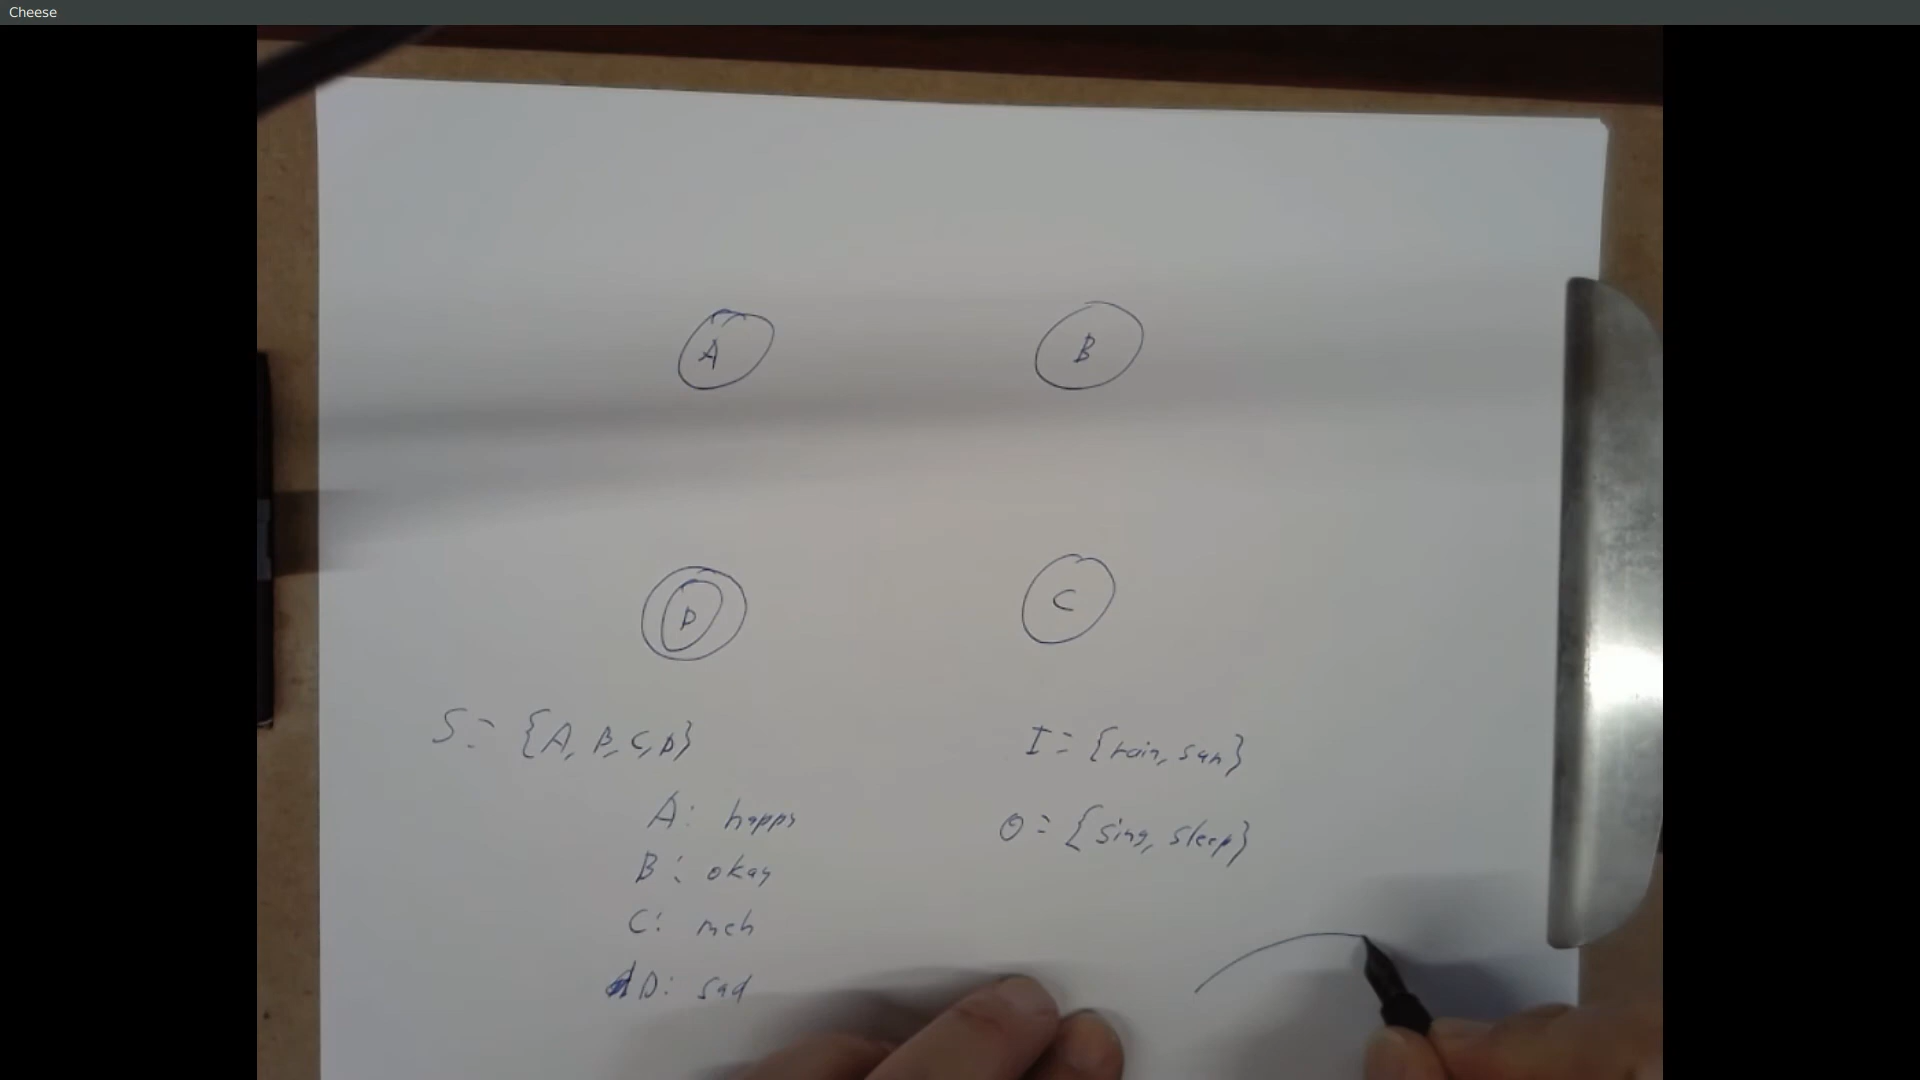 Cheese
A
B
D
C
S = {A, B, C, D}
I = {rain, sun}
A: happy
O = {sing, sleep}
B: okay
C: meh
D: sad